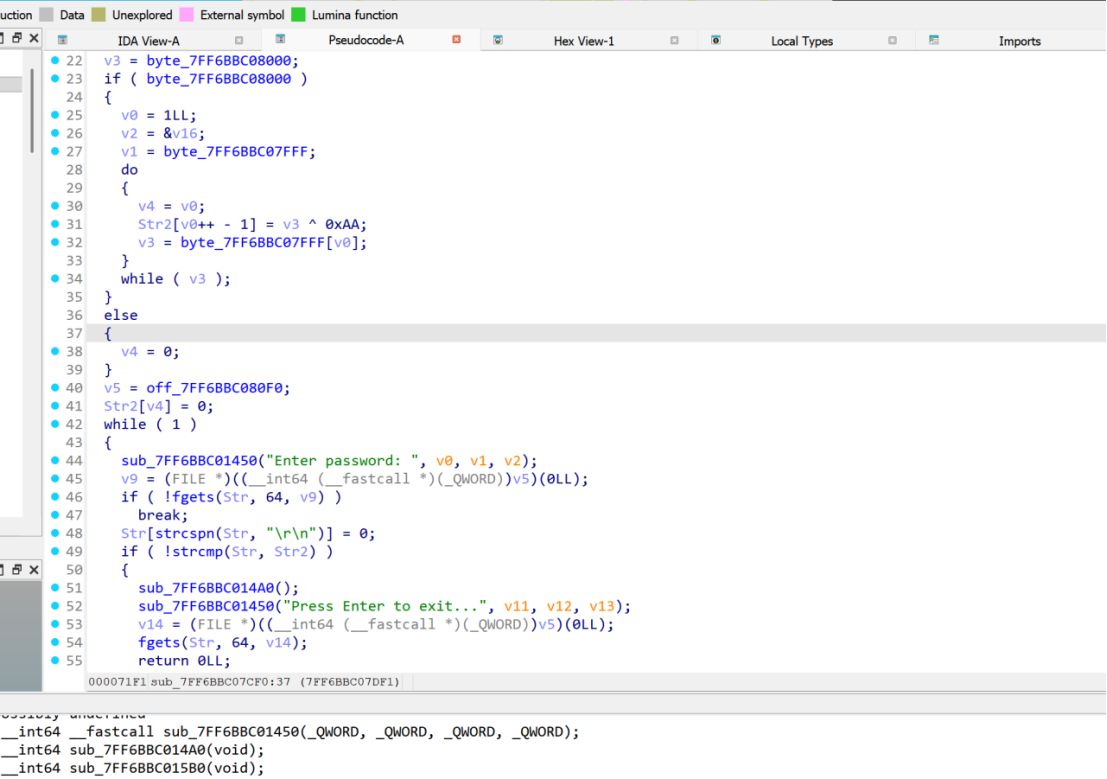 uction Data Unexplored External symbol Lumina function
IDA View-A Pseudocode-A Hex View-1 Local Types Imports
22 v3 = byte_7FF6BBC08000;
23 if ( byte_7FF6BBC08000 )
24 {
25 v0 = 1LL;
26 v2 = &v16;
27 v1 = byte_7FF6BBC07FFF;
28 do
29 {
30 v4 = v0;
31 Str2[v0++ - 1] = v3 ^ 0xAA;
32 v3 = byte_7FF6BBC07FFF[v0];
33 }
34 while ( v3 );
35 }
36 else
37 {
38 v4 = 0;
39 }
40 v5 = off_7FF6BBC080F0;
41 Str2[v4] = 0;
42 while ( 1 )
43 {
44 sub_7FF6BBC01450("Enter password: ", v0, v1, v2);
45 v9 = (FILE *)((__int64 (__fastcall *)(_QWORD))v5)(0LL);
46 if ( !fgets(Str, 64, v9) )
47 break;
48 Str[strcspn(Str, "\r\n")] = 0;
49 if ( !strcmp(Str, Str2) )
50 {
51 sub_7FF6BBC014A0();
52 sub_7FF6BBC01450("Press Enter to exit...", v11, v12, v13);
53 v14 = (FILE *)((__int64 (__fastcall *)(_QWORD))v5)(0LL);
54 fgets(Str, 64, v14);
55 return 0LL;
000071F1 sub_7FF6BBC07CF0:37 (7FF6BBC07DF1)
ossibly undefined
__int64 __fastcall sub_7FF6BBC01450(_QWORD, _QWORD, _QWORD, _QWORD);
__int64 sub_7FF6BBC014A0(void);
__int64 sub_7FF6BBC015B0(void);